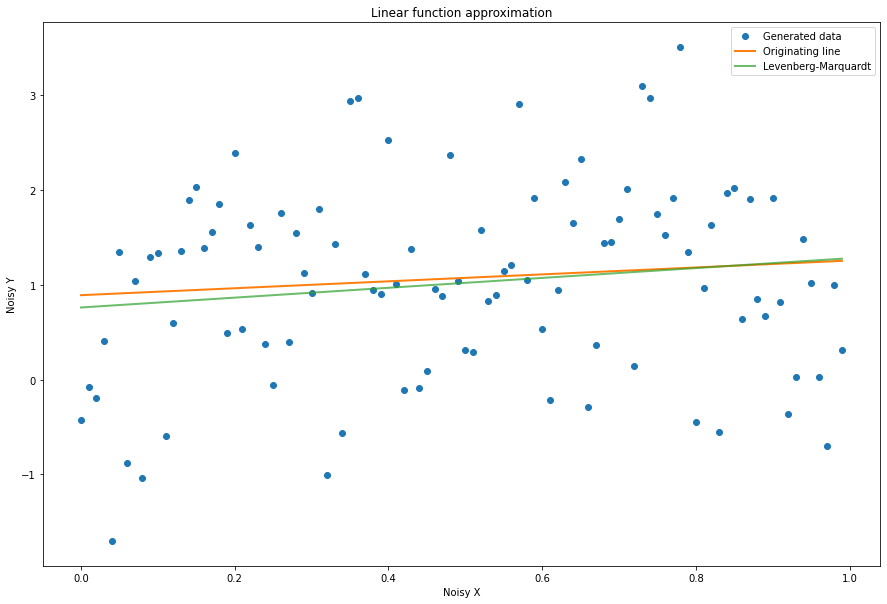 Linear function approximation
Generated data
Originating line
Levenberg-Marquardt
3
2
1
0
−1
Noisy Y
0.0 0.2 0.4 0.6 0.8 1.0
Noisy X